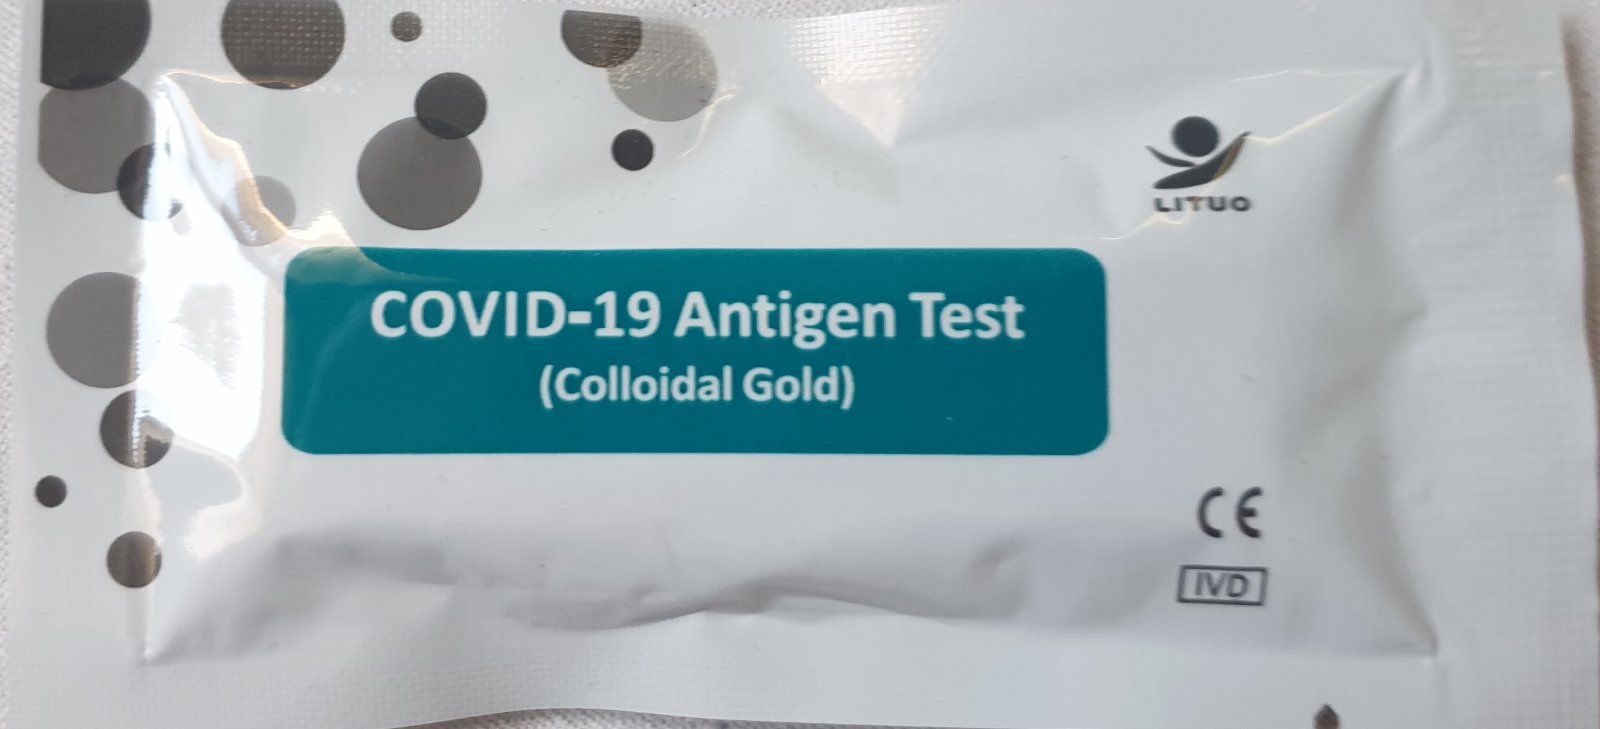 LITUO
COVID-19 Antigen Test
(Colloidal Gold)
CE
IVD